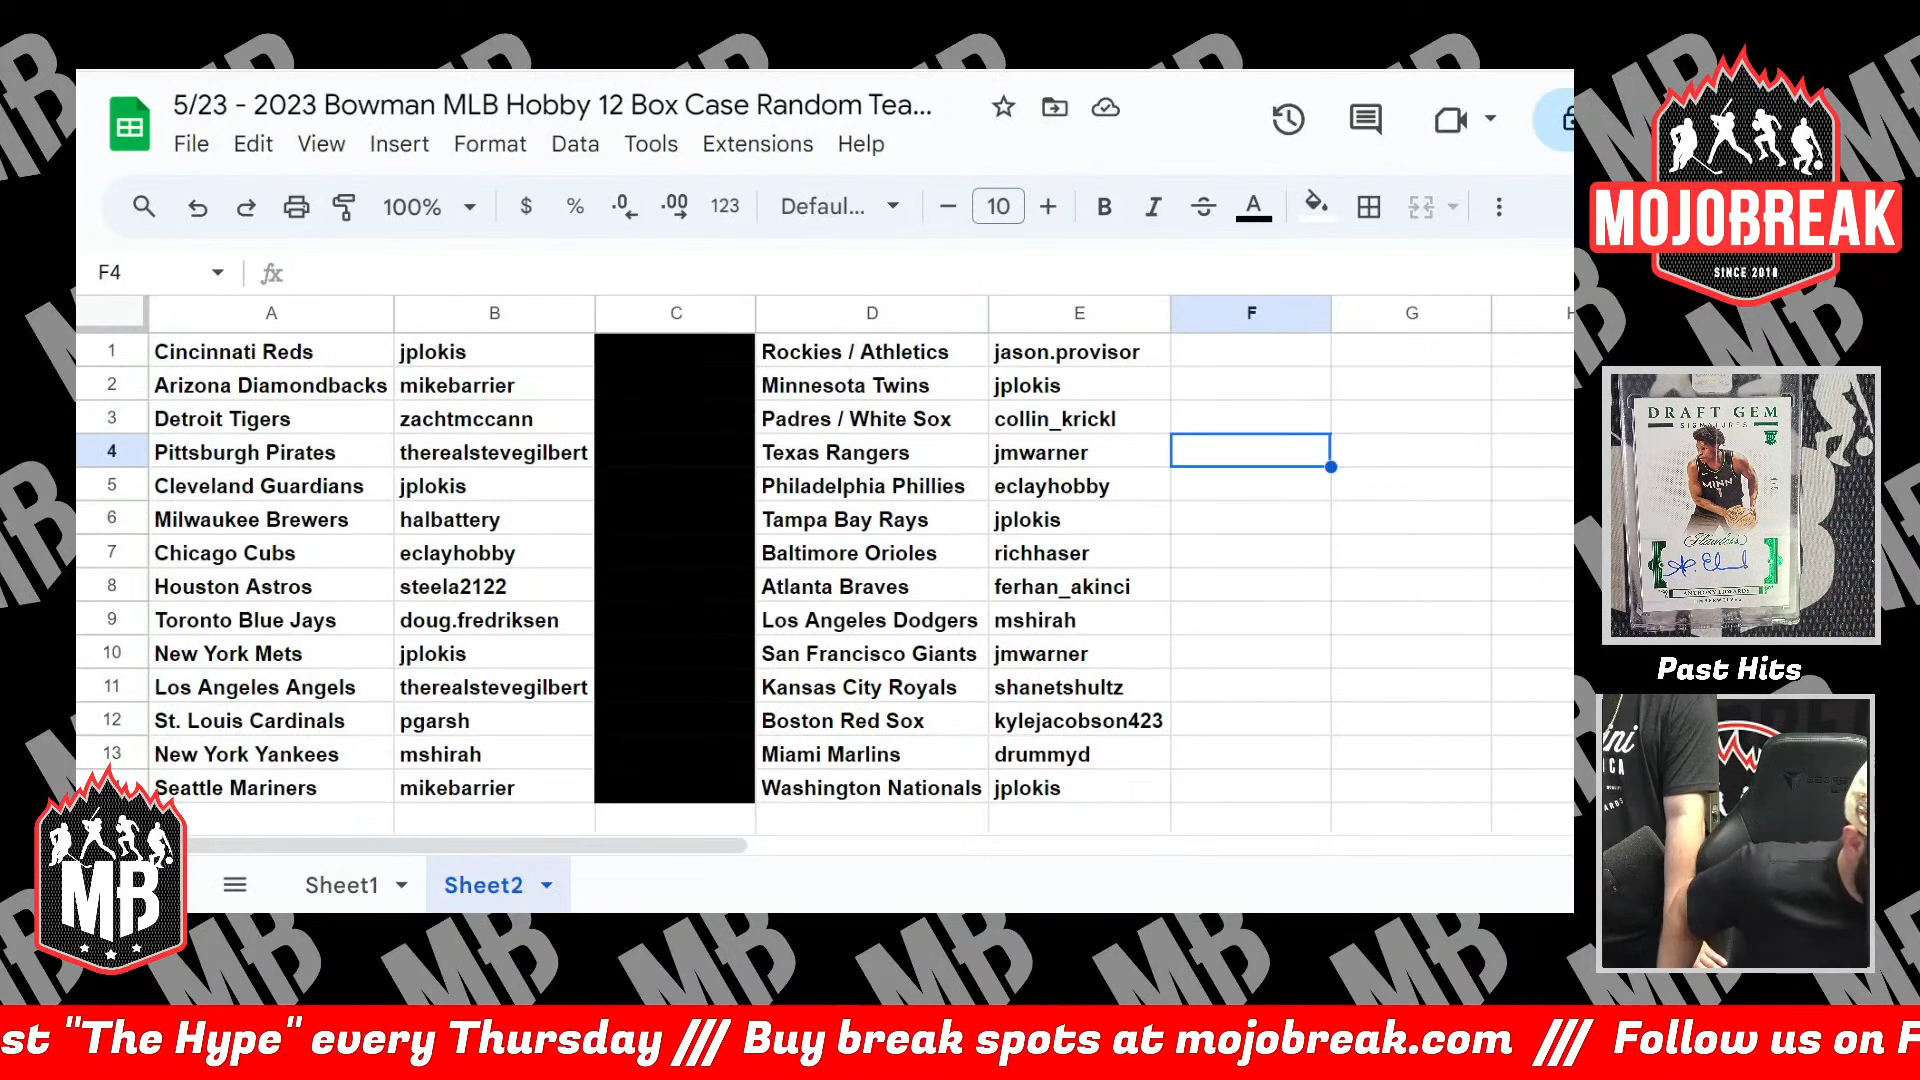 5/23 - 2023 Bowman MLB Hobby 12 Box Case Random Tea...
File Edit View Insert Format Data Tools Extensions Help
100% $ % .0 .00 123 Defaul... 10 B I S A
F4 fx
A B C D E F G H
1 Cincinnati Reds jplokis Rockies / Athletics jason.provisor
2 Arizona Diamondbacks mikebarrier Minnesota Twins jplokis
3 Detroit Tigers zachtmccann Padres / White Sox collin_krickl
4 Pittsburgh Pirates therealstevegilbert Texas Rangers jmwarner
5 Cleveland Guardians jplokis Philadelphia Phillies eclayhobby
6 Milwaukee Brewers halbattery Tampa Bay Rays jplokis
7 Chicago Cubs eclayhobby Baltimore Orioles richhaser
8 Houston Astros steela2122 Atlanta Braves ferhan_akinci
9 Toronto Blue Jays doug.fredriksen Los Angeles Dodgers mshirah
10 New York Mets jplokis San Francisco Giants jmwarner
11 Los Angeles Angels therealstevegilbert Kansas City Royals shanetshultz
12 St. Louis Cardinals pgarsh Boston Red Sox kylejacobson423
13 New York Yankees mshirah Miami Marlins drummyd
Seattle Mariners mikebarrier Washington Nationals jplokis
Sheet1 Sheet2
MB
MOJOBREAK
SINCE 2010
DRAFT GEM
SIGNATURES
MINN
1
Flawless
ANTHONY EDWARDS
Past Hits
st "The Hype" every Thursday /// Buy break spots at mojobreak.com /// Follow us on F